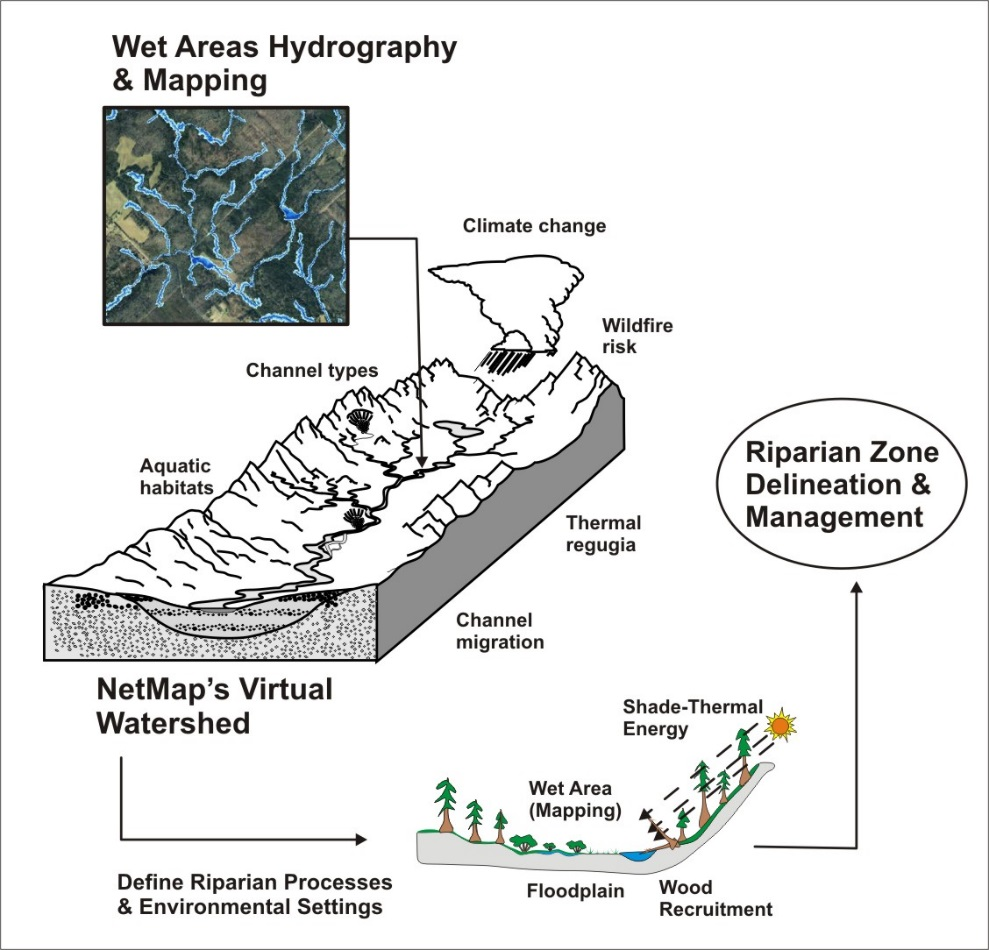 Wet Areas Hydrography
& Mapping
Climate change
Wildfire
risk
Channel types
Aquatic
habitats
Riparian Zone
Delineation &
Management
Thermal
regugia
Channel
migration
NetMap’s Virtual
Watershed
Shade-Thermal
Energy
Wet Area
(Mapping)
Define Riparian Processes
& Environmental Settings
Floodplain
Wood
Recruitment